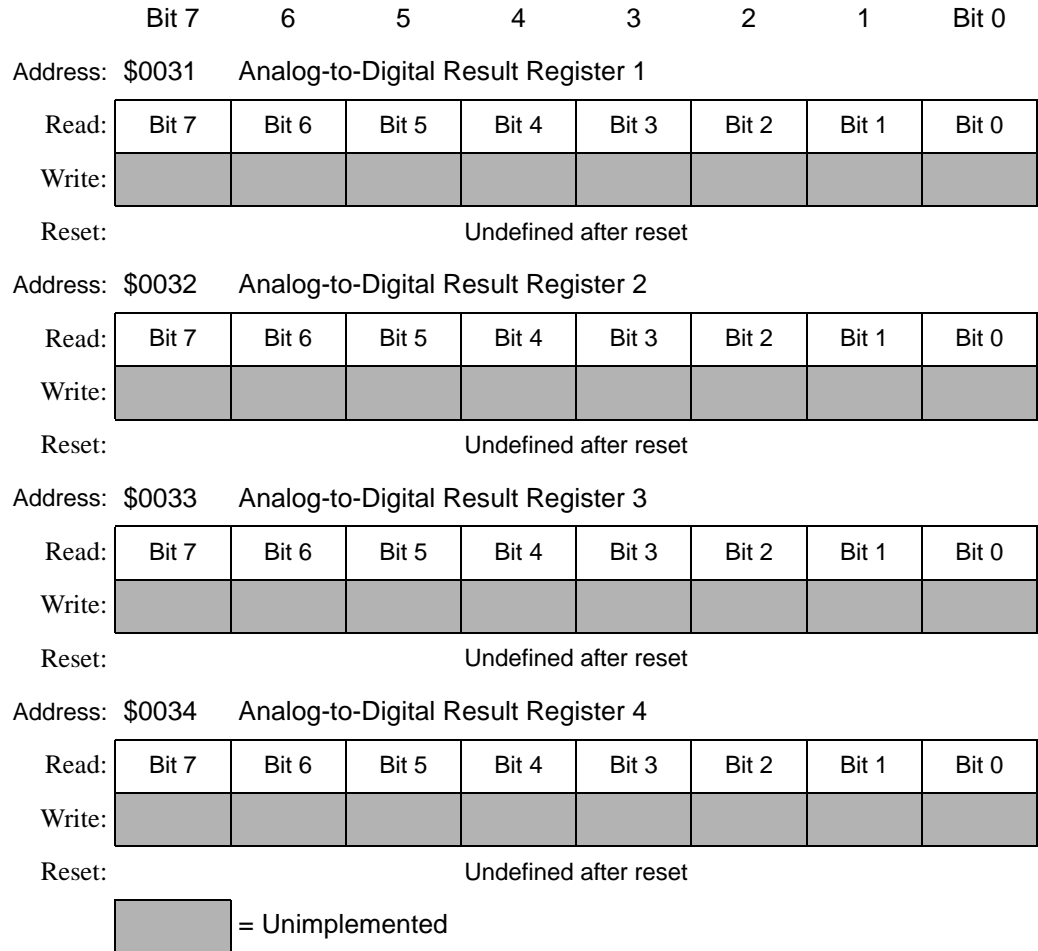 Bit 7 6 5 4 3 2 1 Bit 0
Address: $0031 Analog-to-Digital Result Register 1
Read: Bit 7 Bit 6 Bit 5 Bit 4 Bit 3 Bit 2 Bit 1 Bit 0
Write:
Reset: Undefined after reset
Address: $0032 Analog-to-Digital Result Register 2
Read: Bit 7 Bit 6 Bit 5 Bit 4 Bit 3 Bit 2 Bit 1 Bit 0
Write:
Reset: Undefined after reset
Address: $0033 Analog-to-Digital Result Register 3
Read: Bit 7 Bit 6 Bit 5 Bit 4 Bit 3 Bit 2 Bit 1 Bit 0
Write:
Reset: Undefined after reset
Address: $0034 Analog-to-Digital Result Register 4
Read: Bit 7 Bit 6 Bit 5 Bit 4 Bit 3 Bit 2 Bit 1 Bit 0
Write:
Reset: Undefined after reset
= Unimplemented